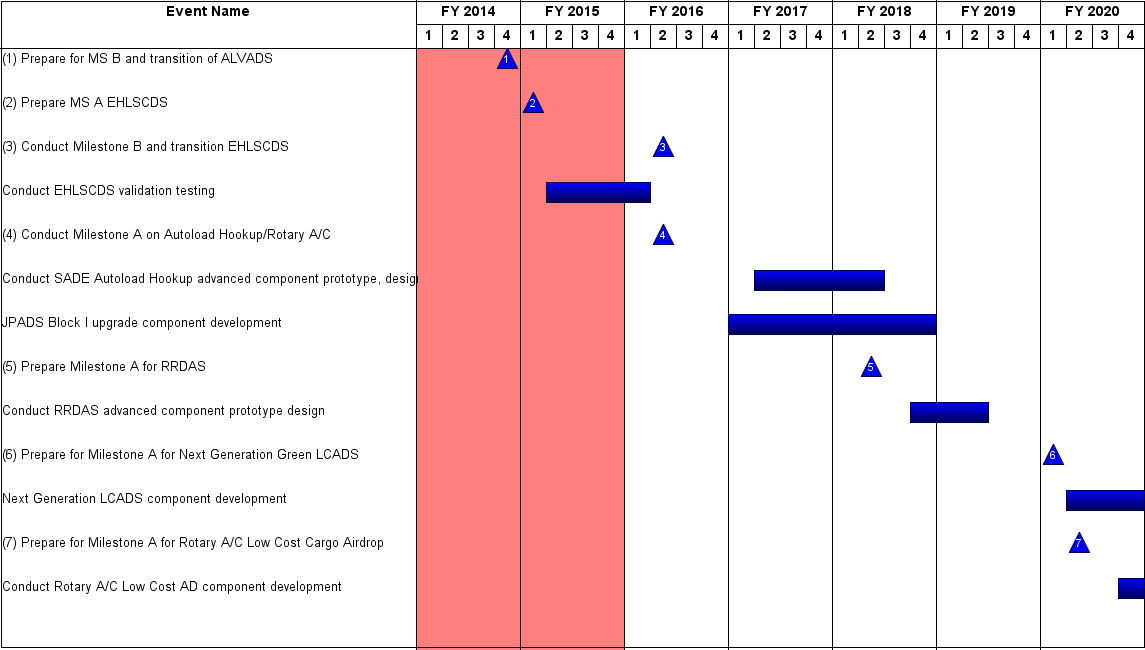 Event Name FY 2014 FY 2015 FY 2016 FY 2017 FY 2018 FY 2019 FY 2020
1 2 3 4 1 2 3 4 1 2 3 4 1 2 3 4 1 2 3 4 1 2 3 4 1 2 3 4
(1) Prepare for MS B and transition of ALVADS 1
(2) Prepare MS A EHLSCDS 2
(3) Conduct Milestone B and transition EHLSCDS 3
Conduct EHLSCDS validation testing
(4) Conduct Milestone A on Autoload Hookup/Rotary A/C 4
Conduct SADE Autoload Hookup advanced component prototype, desig
JPADS Block I upgrade component development
(5) Prepare Milestone A for RRDAS 5
Conduct RRDAS advanced component prototype design
(6) Prepare for Milestone A for Next Generation Green LCADS 6
Next Generation LCADS component development
(7) Prepare for Milestone A for Rotary A/C Low Cost Cargo Airdrop 7
Conduct Rotary A/C Low Cost AD component development